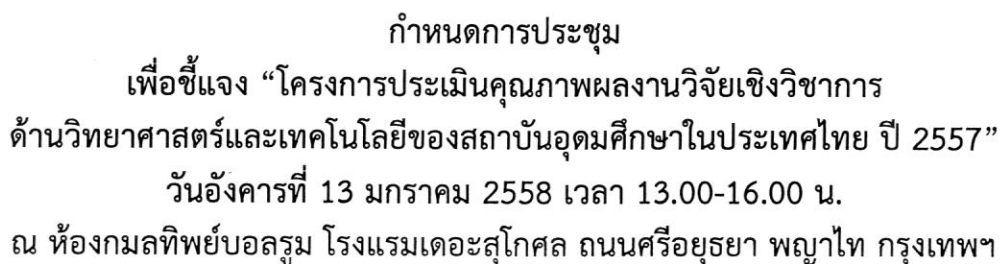 กำหนดการประชุม
เพื่อชี้แจง “โครงการประเมินคุณภาพผลงานวิจัยเชิงวิชาการ
ด้านวิทยาศาสตร์และเทคโนโลยีของสถาบันอุดมศึกษาในประเทศไทย ปี 2557”
วันอังคารที่ 13 มกราคม 2558 เวลา 13.00-16.00 น.
ณ ห้องกมลทิพย์บอลรูม โรงแรมเดอะสุโกศล ถนนศรีอยุธยา พญาไท กรุงเทพฯ